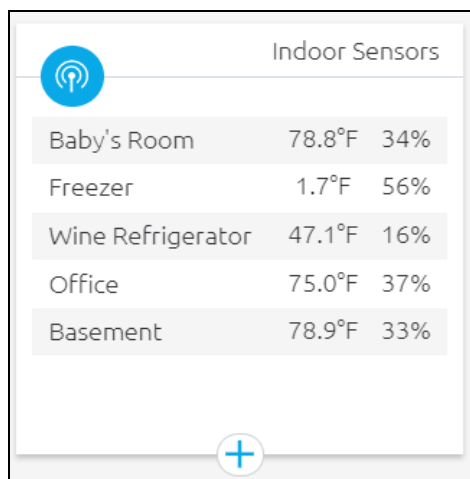 Indoor Sensors
Baby's Room 78.8°F 34%
Freezer 1.7°F 56%
Wine Refrigerator 47.1°F 16%
Office 75.0°F 37%
Basement 78.9°F 33%